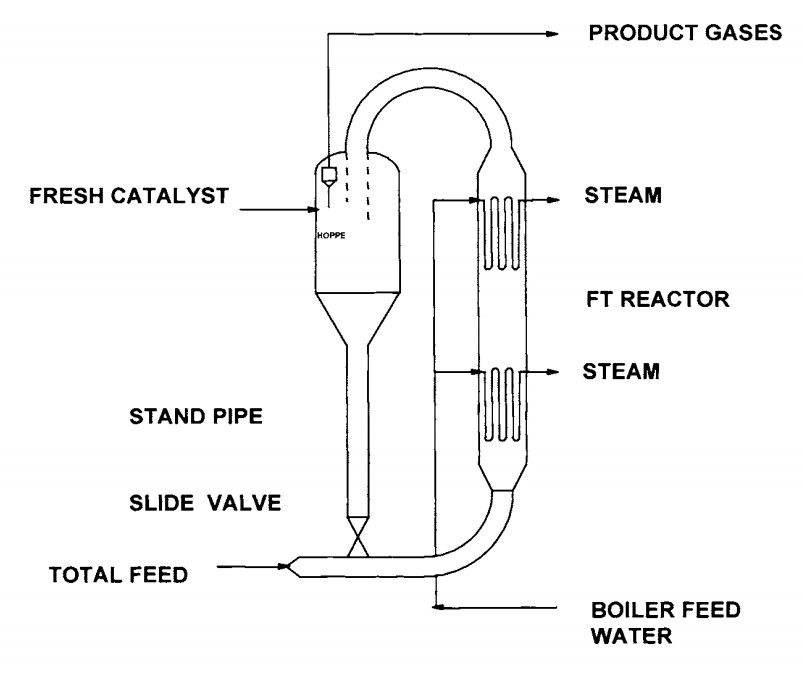 PRODUCT GASES
FRESH CATALYST
STEAM
HOPPE
FT REACTOR
STEAM
STAND PIPE
SLIDE VALVE
TOTAL FEED
BOILER FEED
WATER